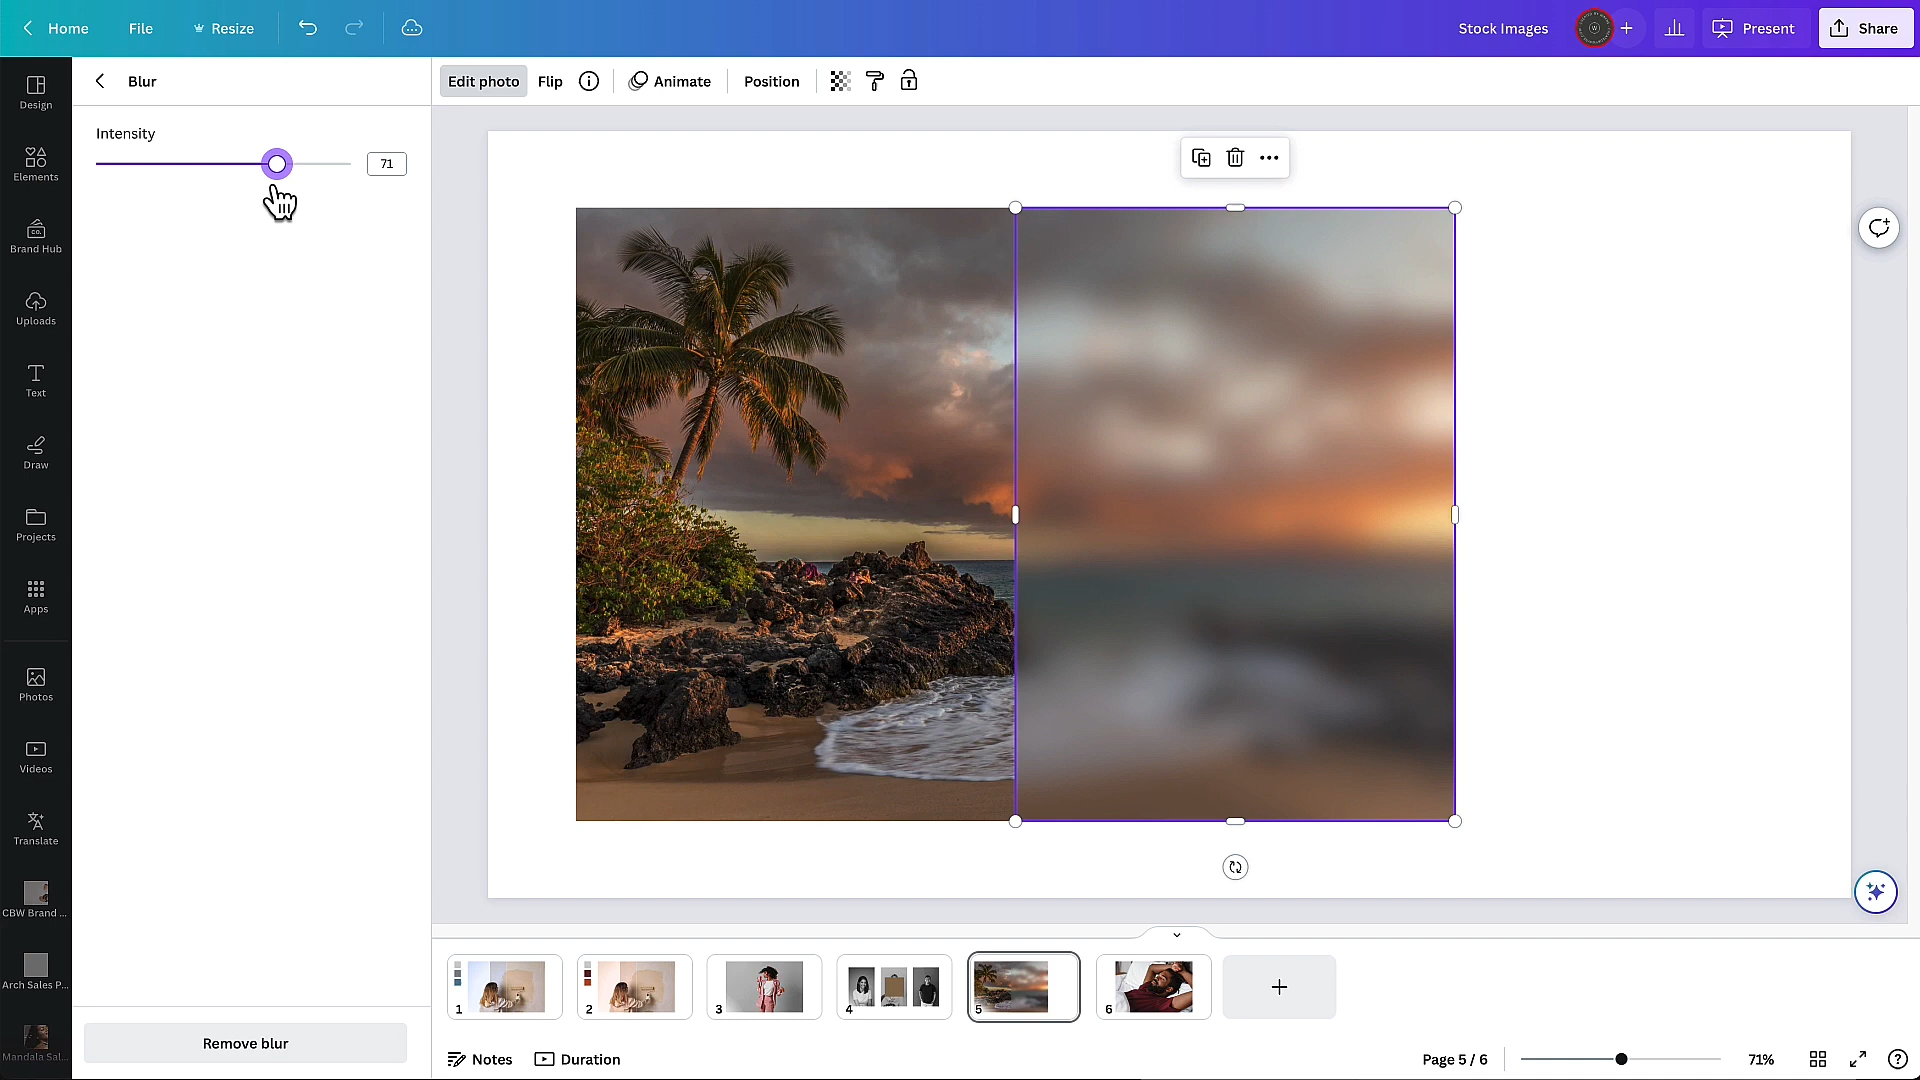 Home
File
Resize
Stock Images
Present
Share
Design
Elements
Brand Hub
Uploads
Text
Draw
Projects
Apps
Photos
Videos
Translate
CBW Brand ...
Arch Sales P...
Mandala Sal...
Blur
Intensity
71
Remove blur
Edit photo
Flip
Animate
Position
1
2
3
4
5
6
Notes
Duration
Page 5 / 6
71%